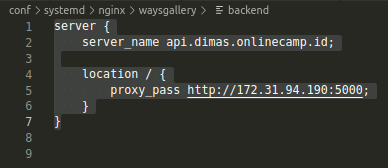 conf > systemd > nginx > waysgallery > backend
1 server {
2 server_name api.dimas.onlinecamp.id;
3
4 location / {
5 proxy_pass http://172.31.94.190:5000;
6 }
7 }
8
9